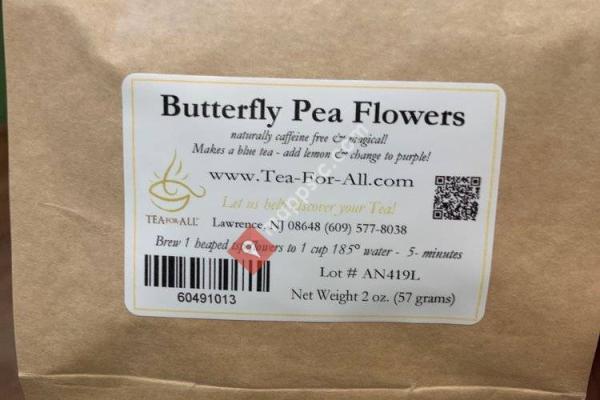 Butterfly Pea Flowers
naturally caffeine free & magical!
Makes a blue tea - add lemon & change to purple!
www.Tea-For-All.com
Let us help discover your Tea!
TEA-FOR-ALL
Lawrence, NJ 08648 (609) 577-8038
Brew 1 heaped tsp flowers to 1 cup 185° water - 5- minutes
Lot # AN419L
60491013
Net Weight 2 oz. (57 grams)